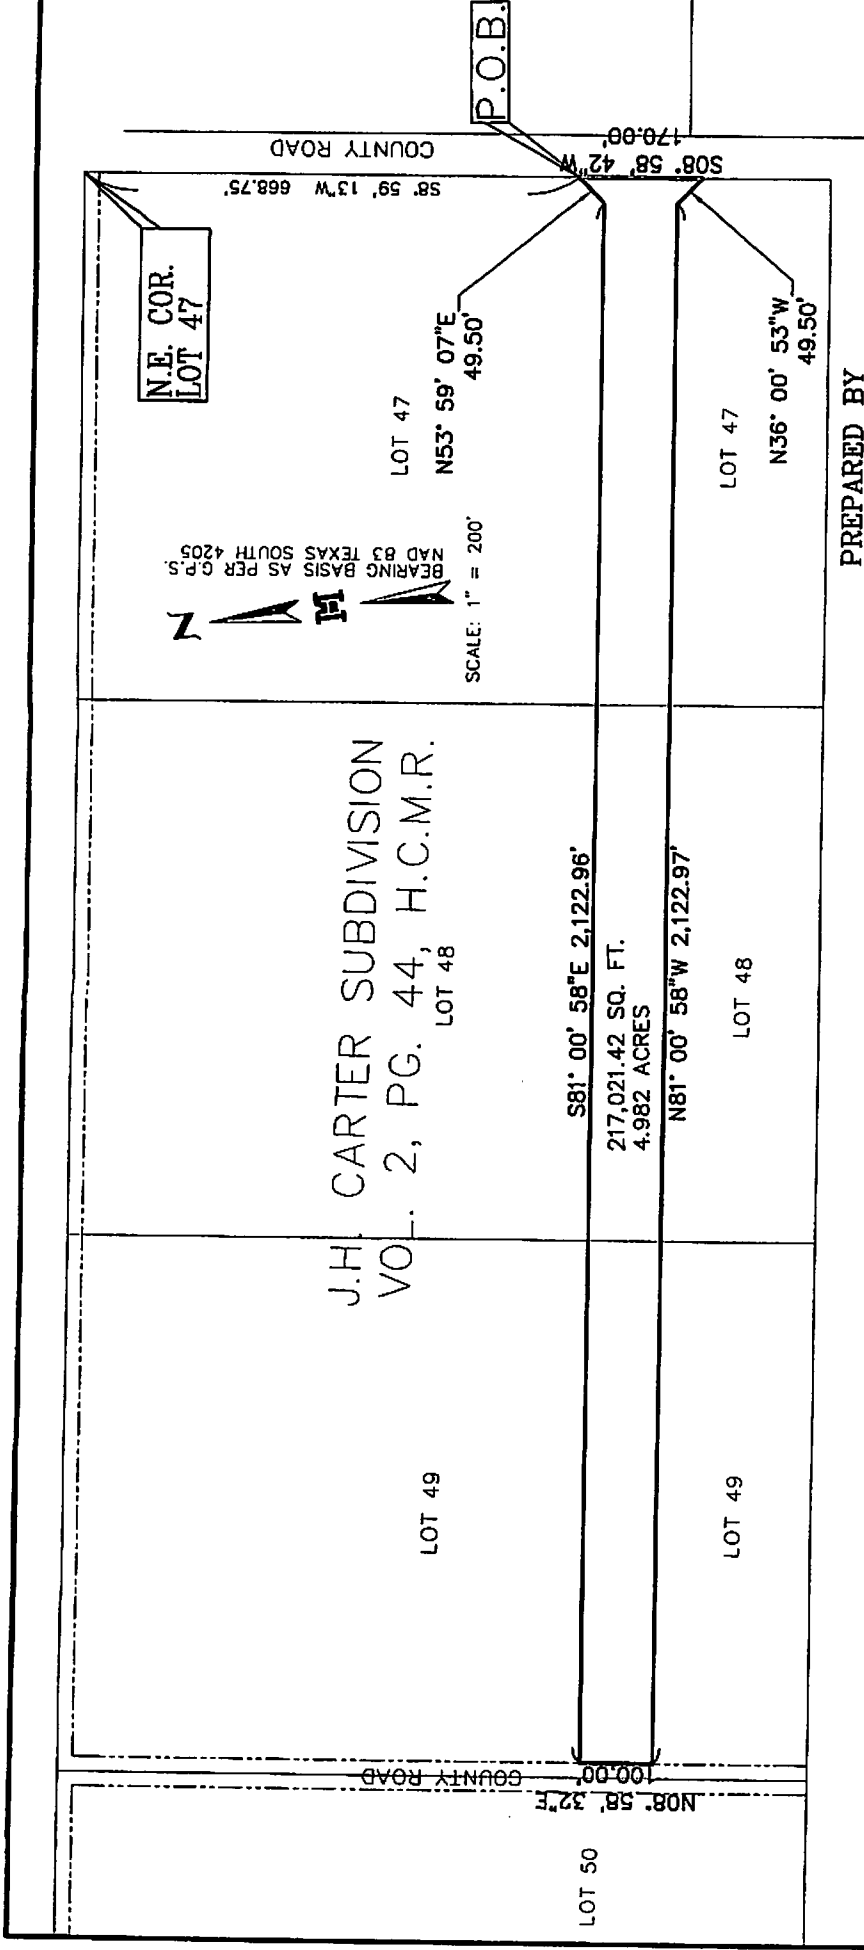 P.O.B.
COUNTY ROAD
S8° 59' 13"W 668.75'
S08° 58' 42"W
170.00'
N.E. COR.
LOT 47
LOT 47
N53° 59' 07"E
49.50'
LOT 47
N36° 00' 53"W
49.50'
PREPARED BY
BEARING BASIS AS PER G.P.S.
NAD 83 TEXAS SOUTH 4205
N
SCALE: 1" = 200'
J.H. CARTER SUBDIVISION
VOL. 2, PG. 44, H.C.M.R.
LOT 48
S81° 00' 58"E 2,122.96'
217,021.42 SQ. FT.
4.982 ACRES
N81° 00' 58"W 2,122.97'
LOT 48
LOT 49
LOT 49
COUNTY ROAD
100.00'
N08° 58' 32"E
LOT 50